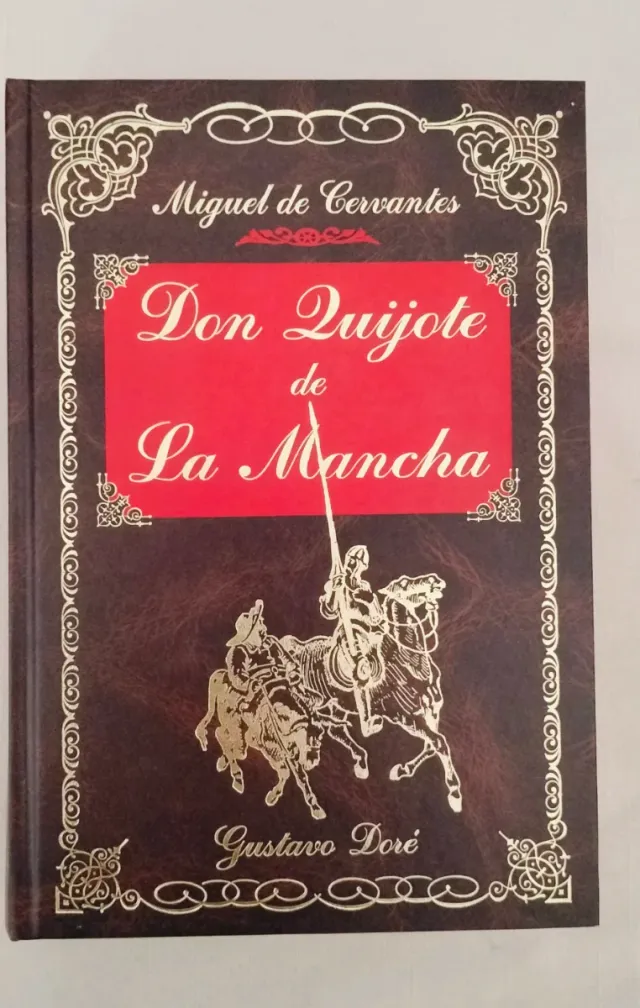 Miguel de Cervantes
Don Quijote
de
La Mancha
Gustavo Doré